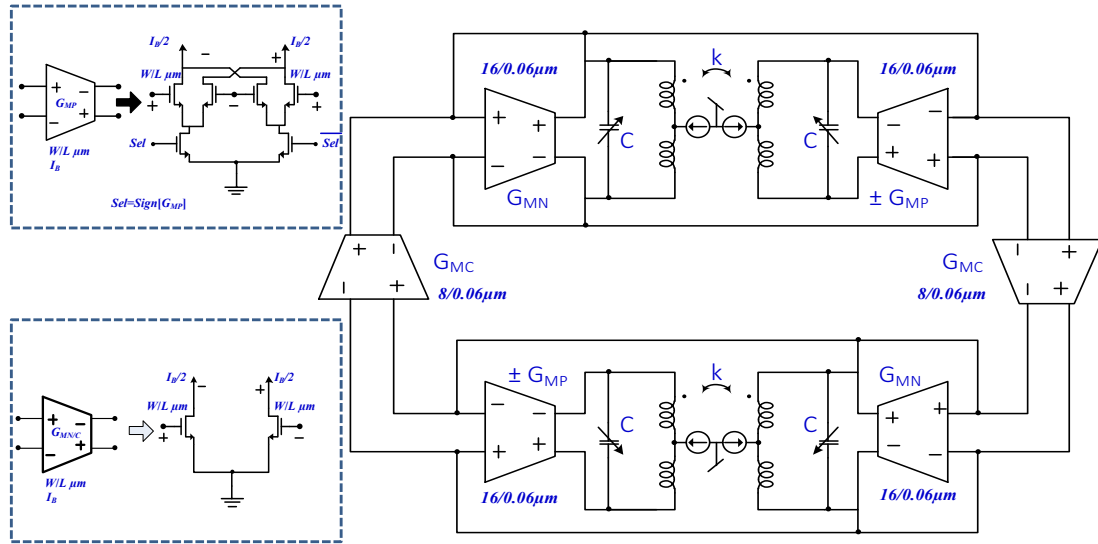 I_B/2 − + I_B/2
W/L μm W/L μm
+ − G_MP − +
+ − +
Sel Sel
W/L μm
I_B
Sel=Sign[G_MP]
I_B/2 − + I_B/2
W/L μm W/L μm
+ − G_MN/C − +
+ −
W/L μm
I_B
k
16/0.06μm 16/0.06μm
+ + − −
− − + +
C C
G_MN ± G_MP
+ − − +
− + − +
G_MC G_MC
8/0.06μm 8/0.06μm
± G_MP k G_MN
− − + +
+ + − −
C C
16/0.06μm 16/0.06μm